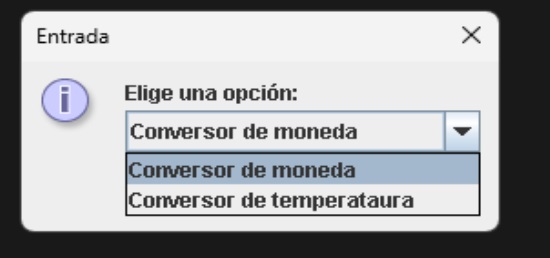 Entrada
Elige una opción:
Conversor de moneda
Conversor de moneda
Conversor de temperataura